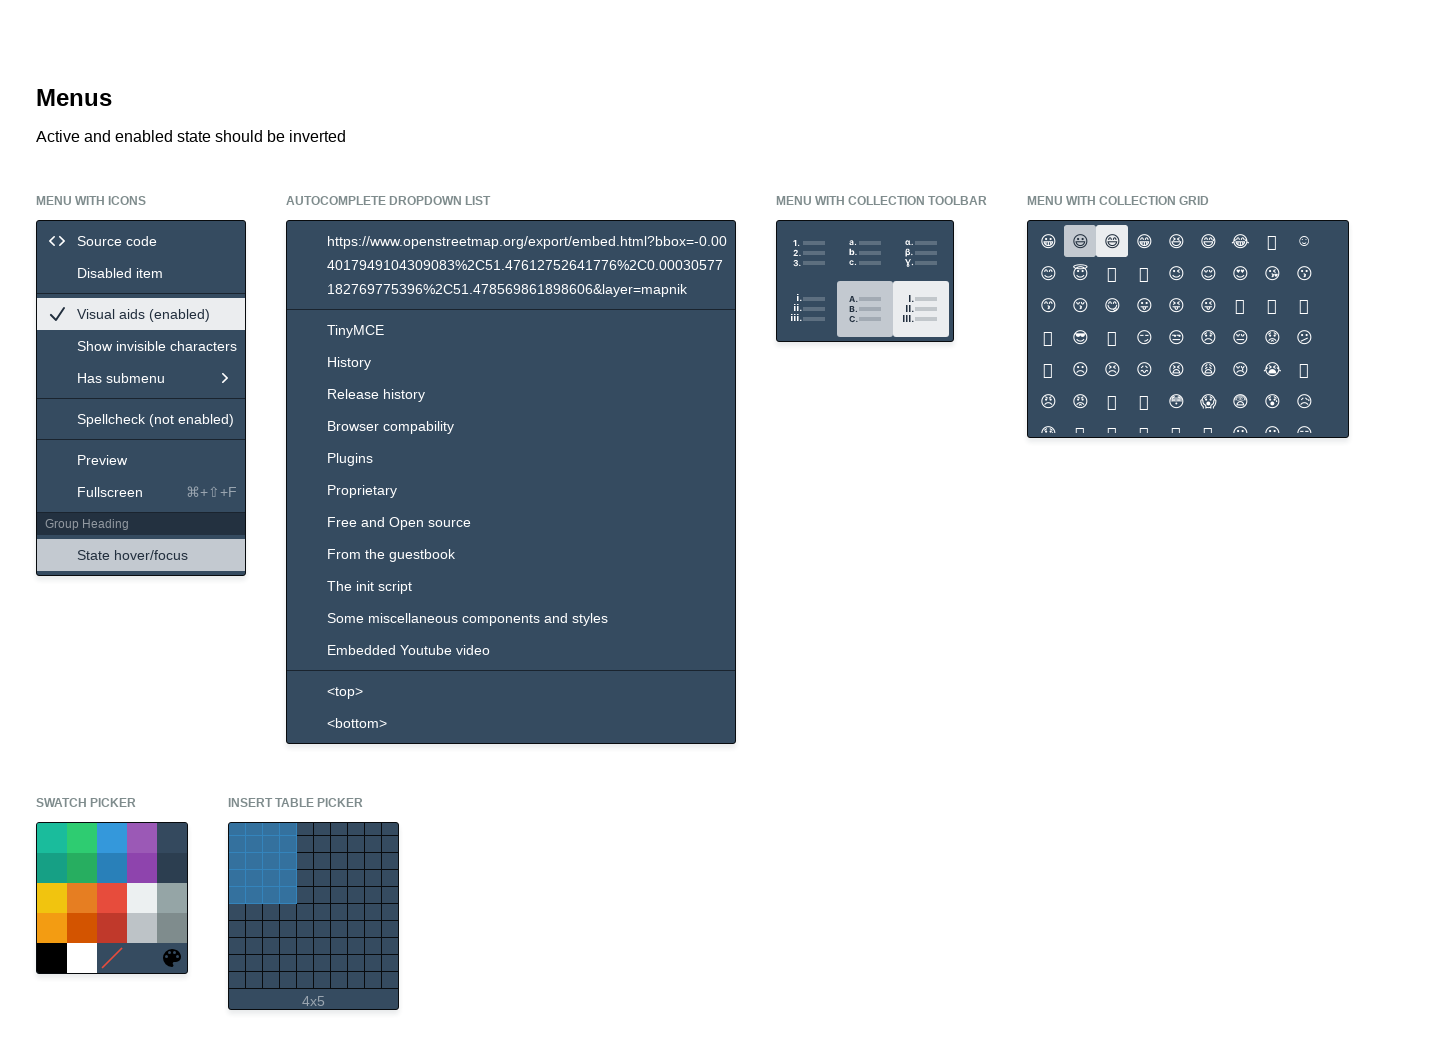 Menus
Active and enabled state should be inverted
MENU WITH ICONS
Source code
Disabled item
Visual aids (enabled)
Show invisible characters
Has submenu
Spellcheck (not enabled)
Preview
Fullscreen ⌘+⇧+F
Group Heading
State hover/focus
AUTOCOMPLETE DROPDOWN LIST
https://www.openstreetmap.org/export/embed.html?bbox=-0.00
4017949104309083%2C51.47612752641776%2C0.00030577
182769775396%2C51.478569861898606&layer=mapnik
TinyMCE
History
Release history
Browser compability
Plugins
Proprietary
Free and Open source
From the guestbook
The init script
Some miscellaneous components and styles
Embedded Youtube video
<top>
<bottom>
MENU WITH COLLECTION TOOLBAR
1. a. α.
2. b. β.
3. c. γ.
i. A. I.
ii. B. II.
iii. C. III.
MENU WITH COLLECTION GRID
SWATCH PICKER
INSERT TABLE PICKER
4x5